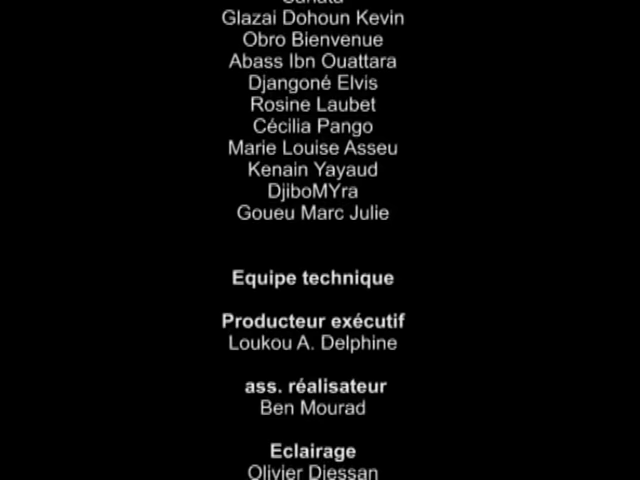 Glazai Dohoun Kevin
Obro Bienvenue
Abass Ibn Ouattara
Djangoné Elvis
Rosine Laubet
Cécilia Pango
Marie Louise Asseu
Kenain Yayaud
DjiboMYra
Goueu Marc Julie
Equipe technique
Producteur exécutif
Loukou A. Delphine
ass. réalisateur
Ben Mourad
Eclairage
Olivier Diessan